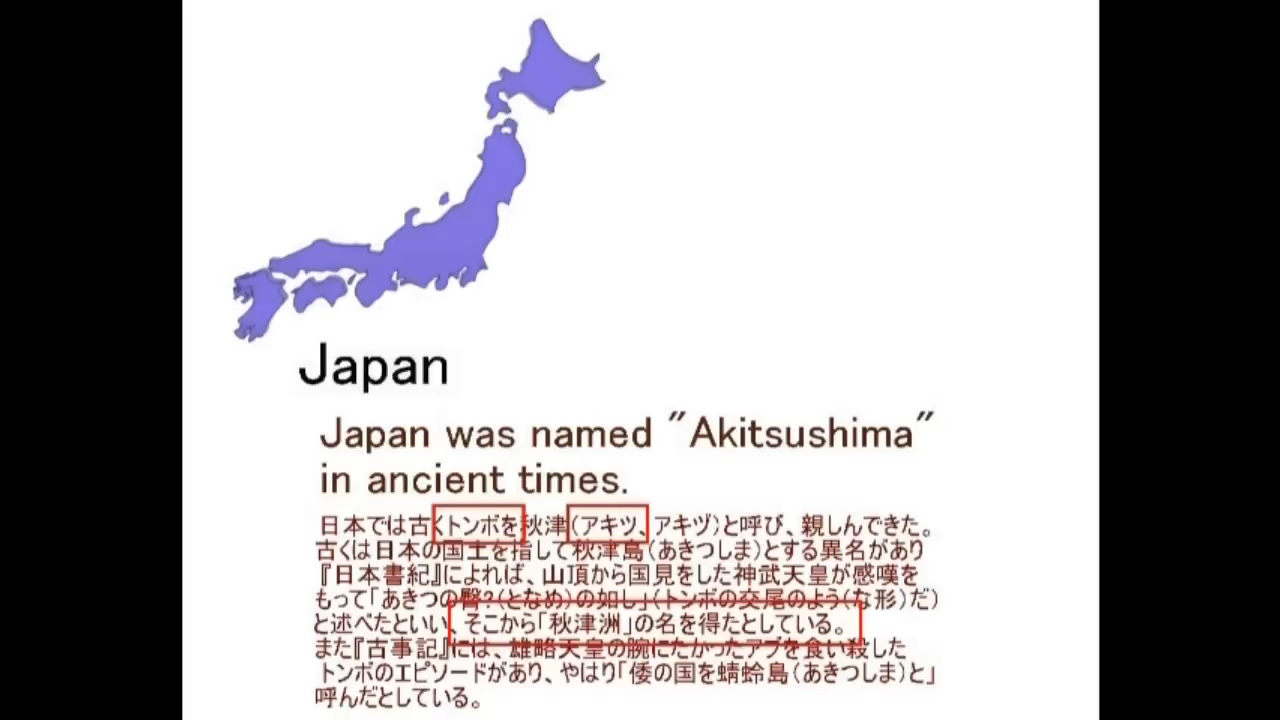 Japan
Japan was named "Akitsushima"
in ancient times.
日本では古くトンボを秋津(アキツ、アキヅ)と呼び、親しんできた。
古くは日本の国土を指して秋津島(あきつしま)とする異名があり
『日本書紀』によれば、山頂から国見をした神武天皇が感嘆を
もって「あきつの臀?(となめ)の如し」(トンボの交尾のよう(な形)だ)
と述べたといい、そこから「秋津洲」の名を得たとしている。
また『古事記』には、雄略天皇の腕にたかったアブを食い殺した
トンボのエピソードがあり、やはり「倭の国を蜻蛉島(あきつしま)と」
呼んだとしている。